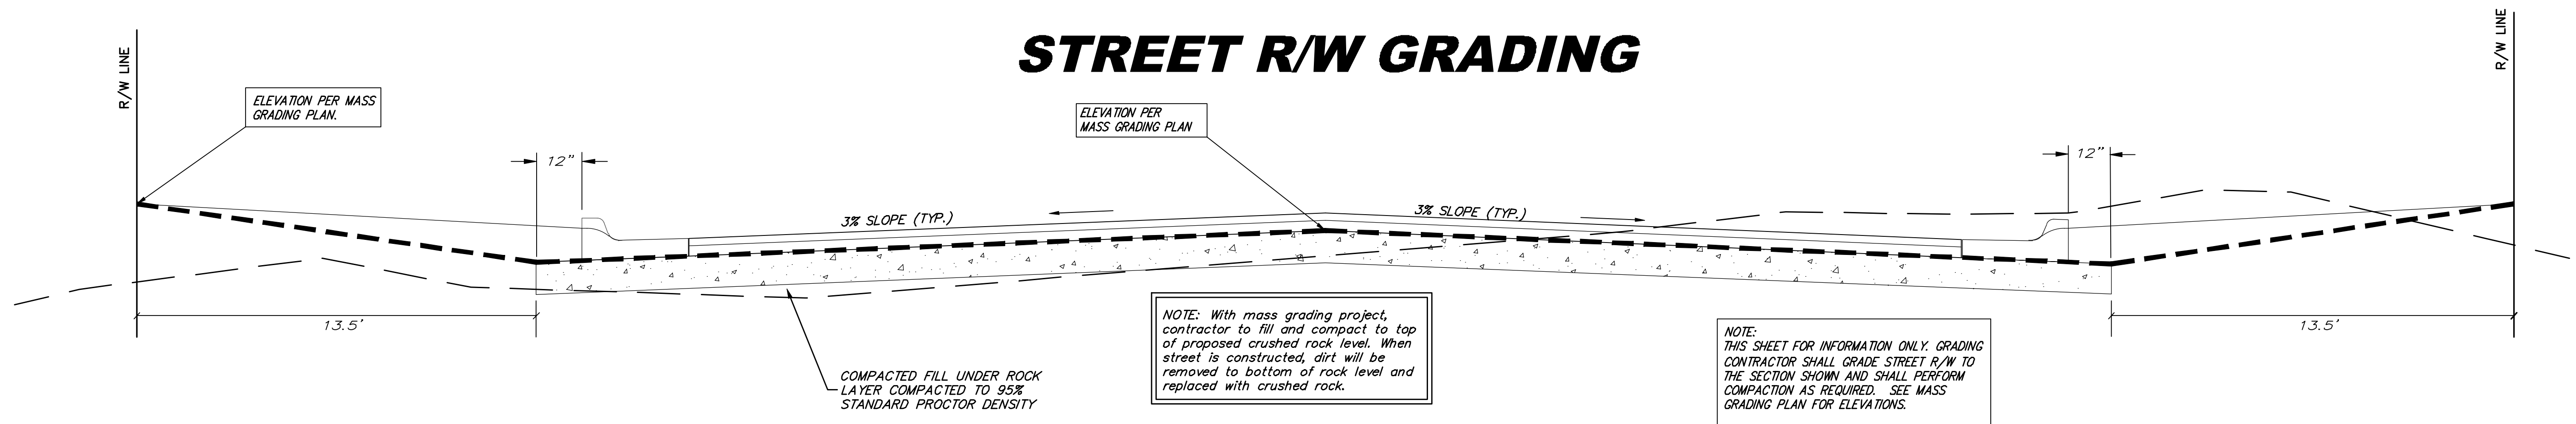 STREET R/W GRADING
R/W LINE
R/W LINE
ELEVATION PER MASS
GRADING PLAN.
ELEVATION PER
MASS GRADING PLAN
12"
12"
3% SLOPE (TYP.)
3% SLOPE (TYP.)
13.5'
13.5'
COMPACTED FILL UNDER ROCK
LAYER COMPACTED TO 95%
STANDARD PROCTOR DENSITY
NOTE: With mass grading project,
contractor to fill and compact to top
of proposed crushed rock level. When
street is constructed, dirt will be
removed to bottom of rock level and
replaced with crushed rock.
NOTE:
THIS SHEET FOR INFORMATION ONLY. GRADING
CONTRACTOR SHALL GRADE STREET R/W TO
THE SECTION SHOWN AND SHALL PERFORM
COMPACTION AS REQUIRED. SEE MASS
GRADING PLAN FOR ELEVATIONS.